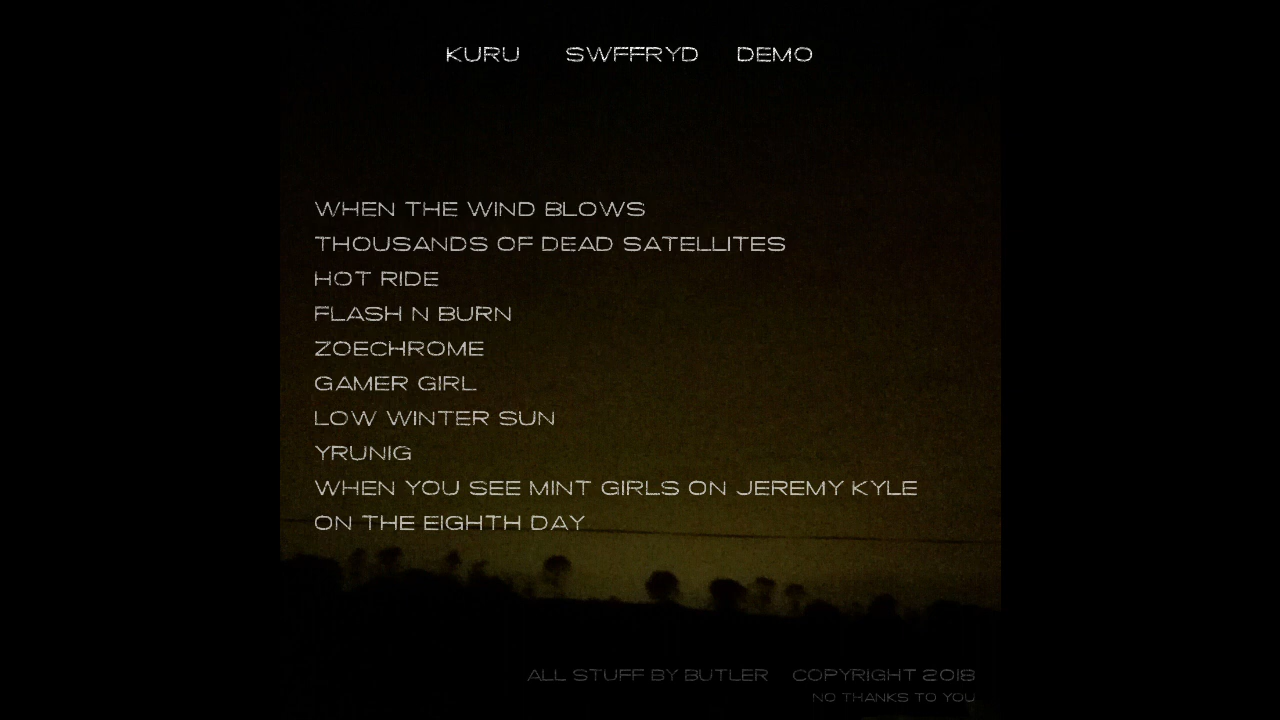 KURU SWFFRYD DEMO
WHEN THE WIND BLOWS
THOUSANDS OF DEAD SATELLITES
HOT RIDE
FLASH N BURN
ZOECHROME
GAMER GIRL
LOW WINTER SUN
YRUNIG
WHEN YOU SEE MINT GIRLS ON JEREMY KYLE
ON THE EIGHTH DAY
ALL STUFF BY BUTLER COPYRIGHT 2018
NO THANKS TO YOU